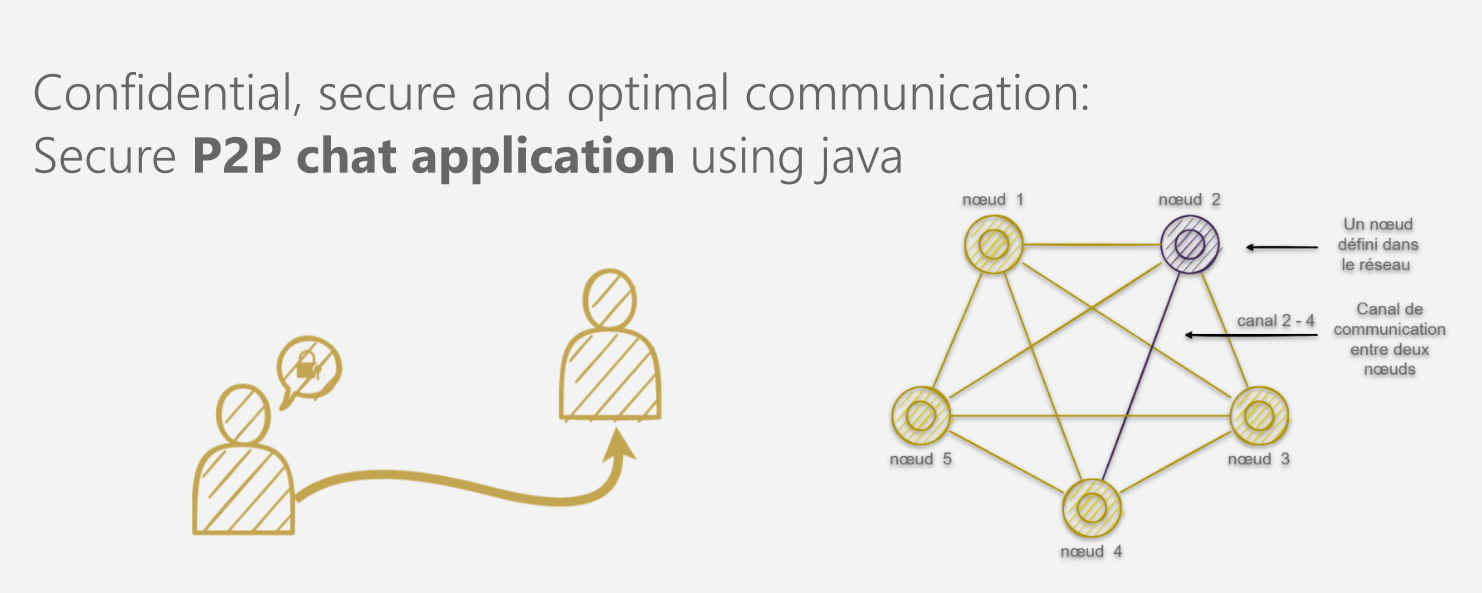 Confidential, secure and optimal communication:
Secure P2P chat application using java
nœud 1
nœud 2
Un nœud
défini dans
le réseau
canal 2 - 4
Canal de
communication
entre deux
nœuds
nœud 5
nœud 3
nœud 4